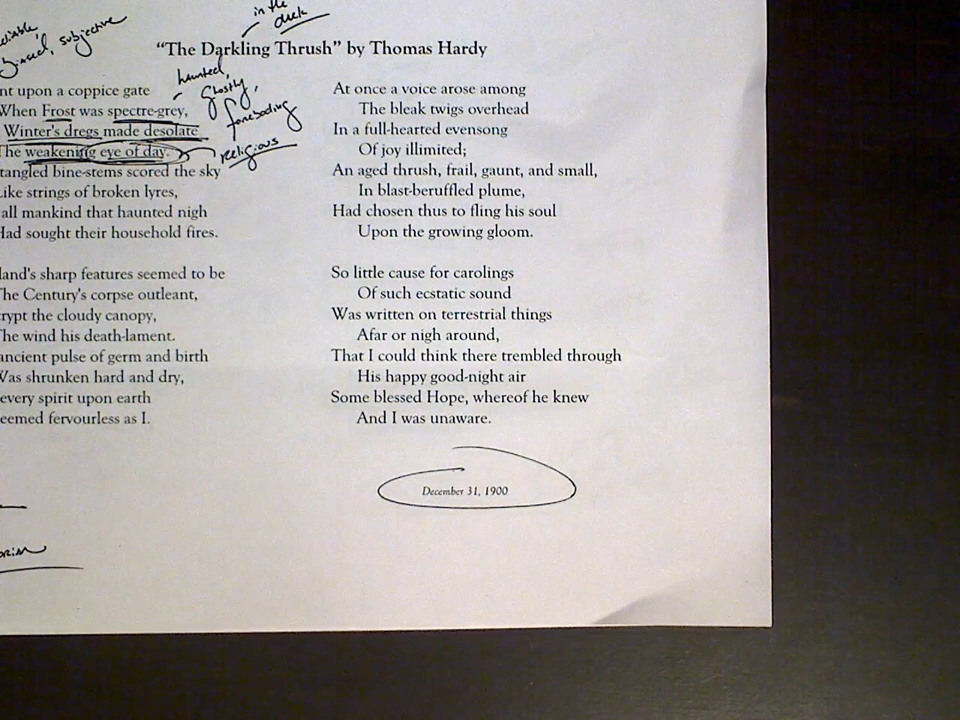 in the
dark
biased, subjective
“The Darkling Thrush” by Thomas Hardy
haunted,
ghostly,
foreboding
religious
nt upon a coppice gate
When Frost was spectre-grey,
Winter's dregs made desolate
The weakening eye of day.
tangled bine-stems scored the sky
Like strings of broken lyres,
all mankind that haunted nigh
Had sought their household fires.
land's sharp features seemed to be
The Century's corpse outleant,
crypt the cloudy canopy,
The wind his death-lament.
ancient pulse of germ and birth
Was shrunken hard and dry,
every spirit upon earth
eemed fervourless as I.
At once a voice arose among
The bleak twigs overhead
In a full-hearted evensong
Of joy illimited;
An aged thrush, frail, gaunt, and small,
In blast-beruffled plume,
Had chosen thus to fling his soul
Upon the growing gloom.
So little cause for carolings
Of such ecstatic sound
Was written on terrestrial things
Afar or nigh around,
That I could think there trembled through
His happy good-night air
Some blessed Hope, whereof he knew
And I was unaware.
December 31, 1900